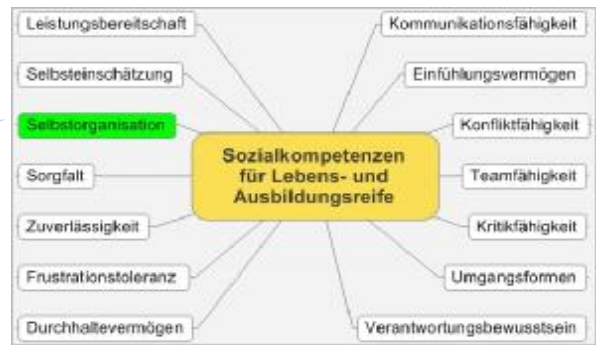 Leistungsbereitschaft
Selbsteinschätzung
Selbstorganisation
Sorgfalt
Zuverlässigkeit
Frustrationstoleranz
Durchhaltevermögen
Sozialkompetenzen
für Lebens- und
Ausbildungsreife
Kommunikationsfähigkeit
Einfühlungsvermögen
Konfliktfähigkeit
Teamfähigkeit
Kritikfähigkeit
Umgangsformen
Verantwortungsbewusstsein